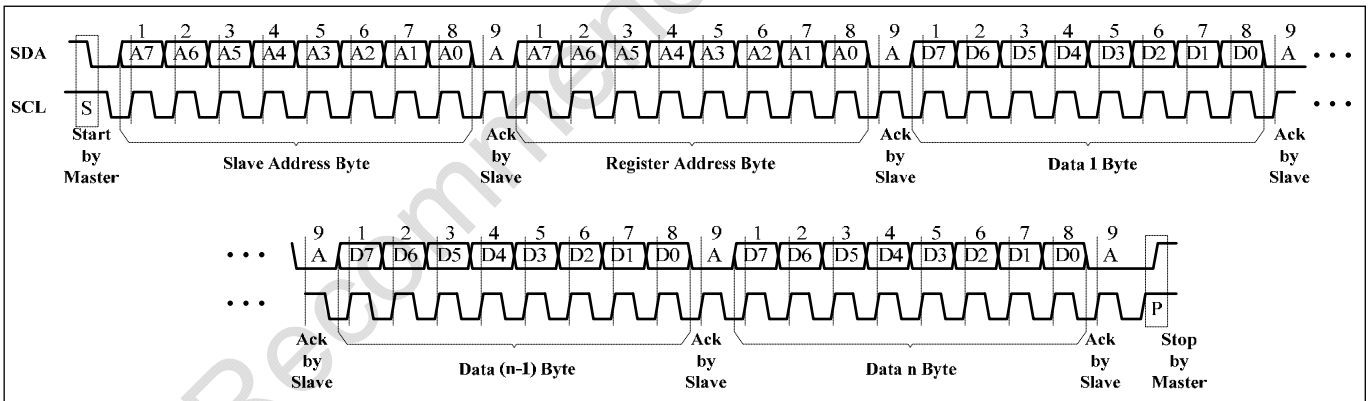 1 2 3 4 5 6 7 8 9 1 2 3 4 5 6 7 8 9 1 2 3 4 5 6 7 8 9
SDA A7 A6 A5 A4 A3 A2 A1 A0 A A7 A6 A5 A4 A3 A2 A1 A0 A D7 D6 D5 D4 D3 D2 D1 D0 A • • •
SCL S • • •
Start by Master
Slave Address Byte
Ack by Slave
Register Address Byte
Ack by Slave
Data 1 Byte
Ack by Slave
9 1 2 3 4 5 6 7 8 9 1 2 3 4 5 6 7 8 9
• • • A D7 D6 D5 D4 D3 D2 D1 D0 A D7 D6 D5 D4 D3 D2 D1 D0 A
• • • P
Ack by Slave
Data (n-1) Byte
Ack by Slave
Data n Byte
Ack by Slave
Stop by Master
Recommen